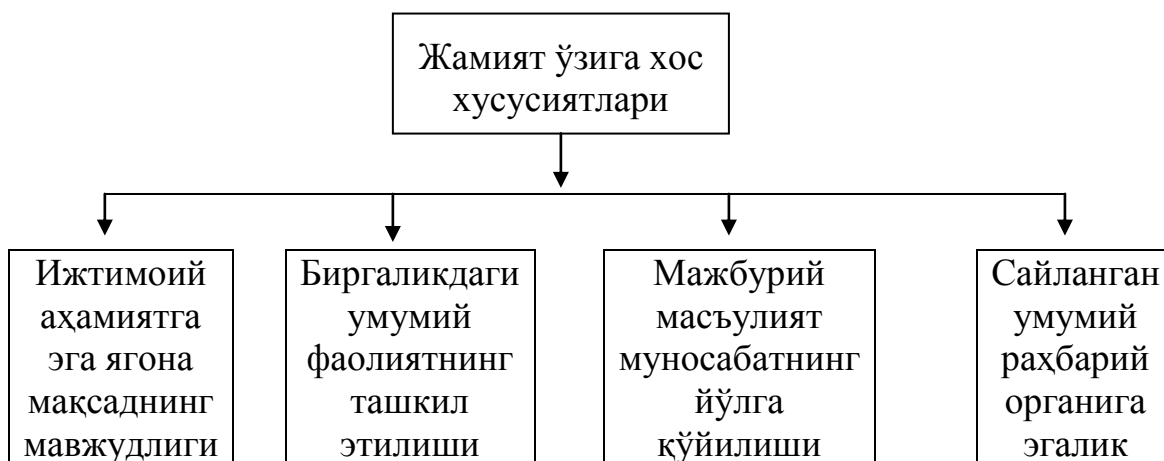 Жамият ўзига хос
хусусиятлари
Ижтимоий
аҳамиятга
эга ягона
мақсаднинг
мавжудлиги
Биргаликдаги
умумий
фаолиятнинг
ташкил
этилиши
Мажбурий
масъулият
муносабатнинг
йўлга
қўйилиши
Сайланган
умумий
раҳбарий
органига
эгалик